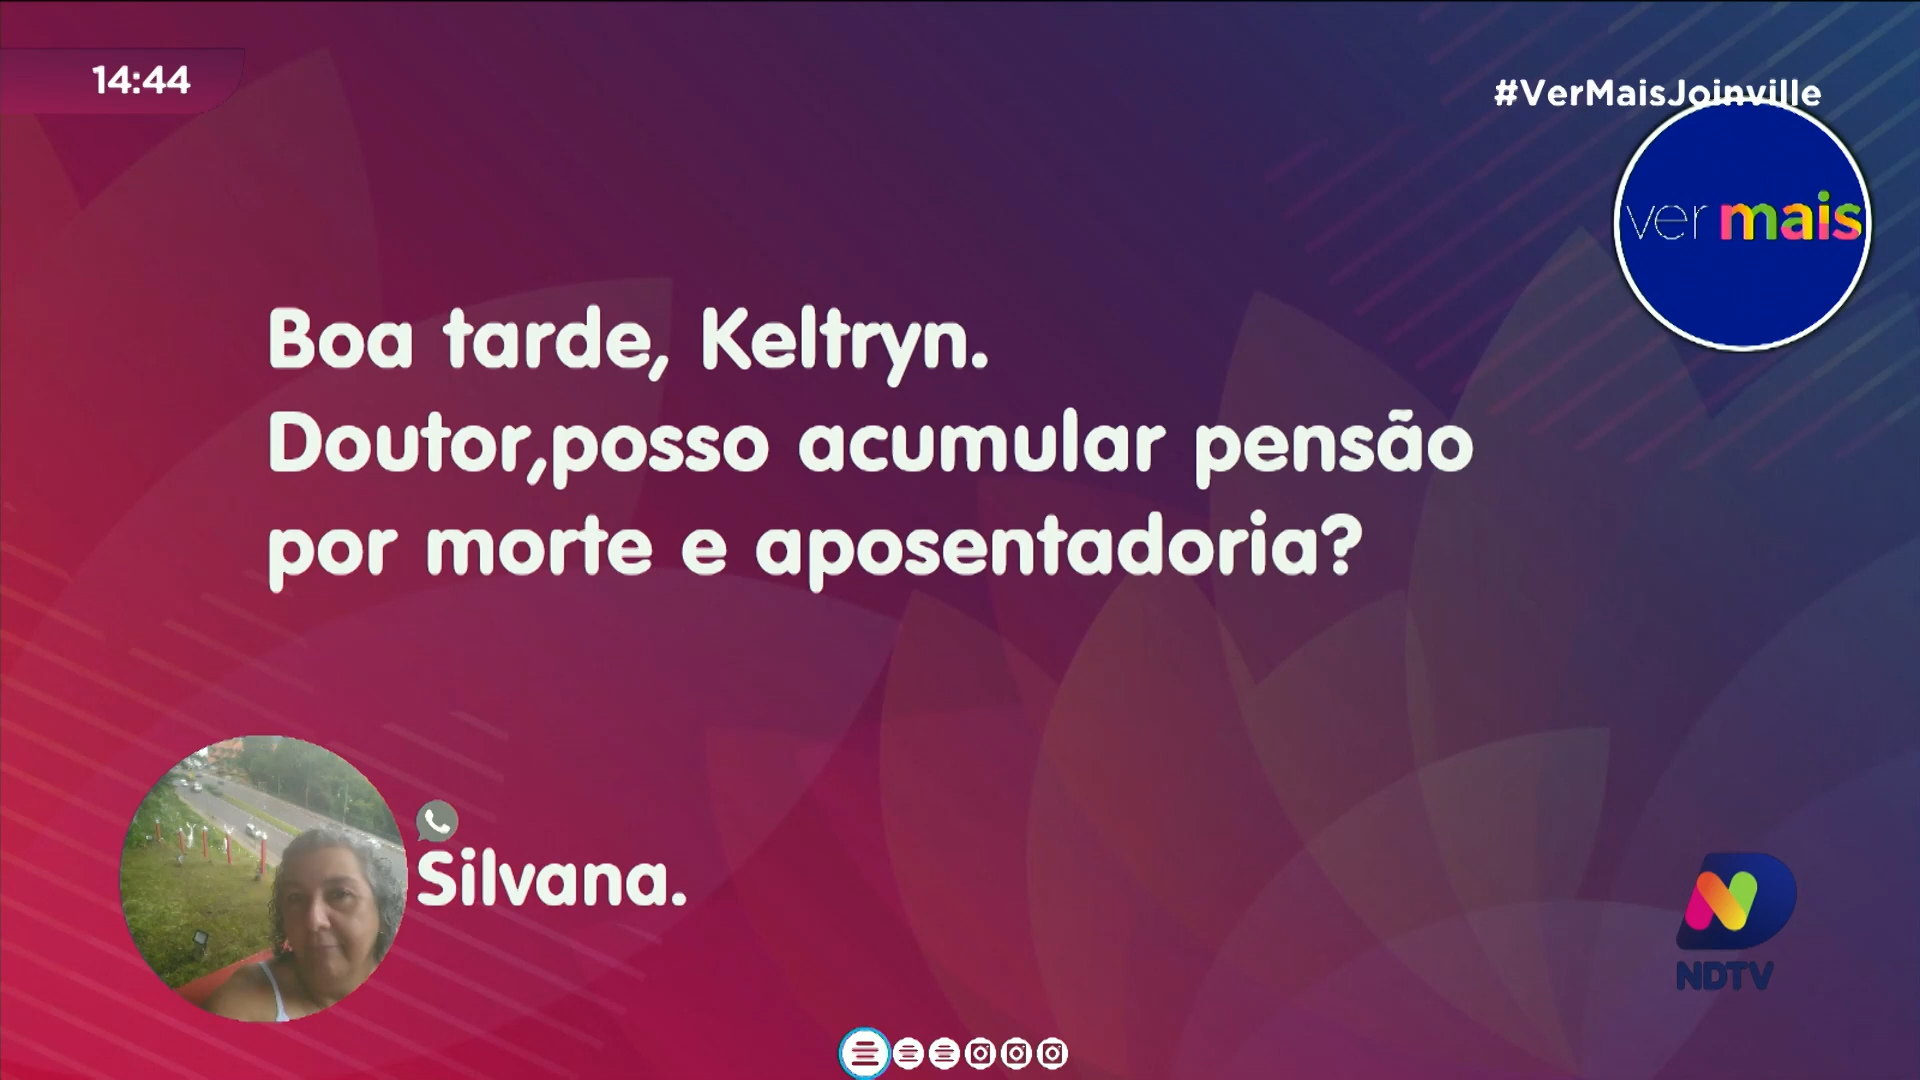 14:44
#VerMaisJoinville
ver mais
Boa tarde, Keltryn.
Doutor,posso acumular pensão
por morte e aposentadoria?
Silvana.
NDTV